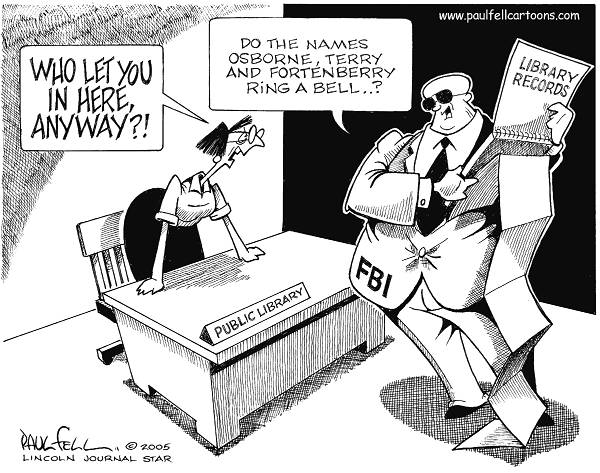 www.paulfellcartoons.com
WHO LET YOU
IN HERE,
ANYWAY?!
DO THE NAMES
OSBORNE, TERRY
AND FORTENBERRY
RING A BELL..?
LIBRARY
RECORDS
FBI
PUBLIC LIBRARY
PAUL FELL © 2005
LINCOLN JOURNAL STAR